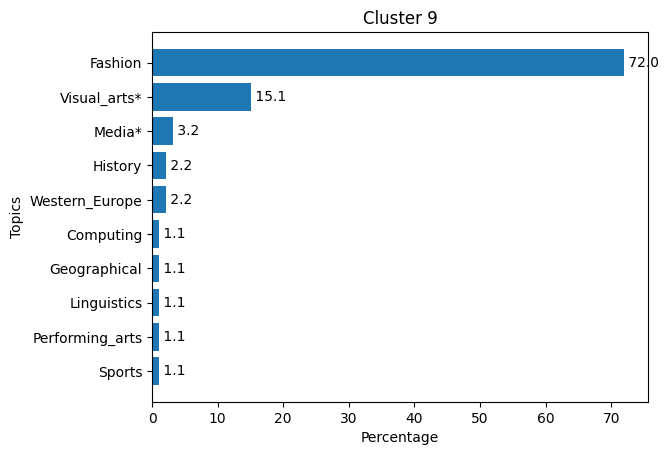 Cluster 9
Fashion 72.0
Visual_arts* 15.1
Media* 3.2
History 2.2
Western_Europe 2.2
Computing 1.1
Geographical 1.1
Linguistics 1.1
Performing_arts 1.1
Sports 1.1
Topics
0 10 20 30 40 50 60 70
Percentage